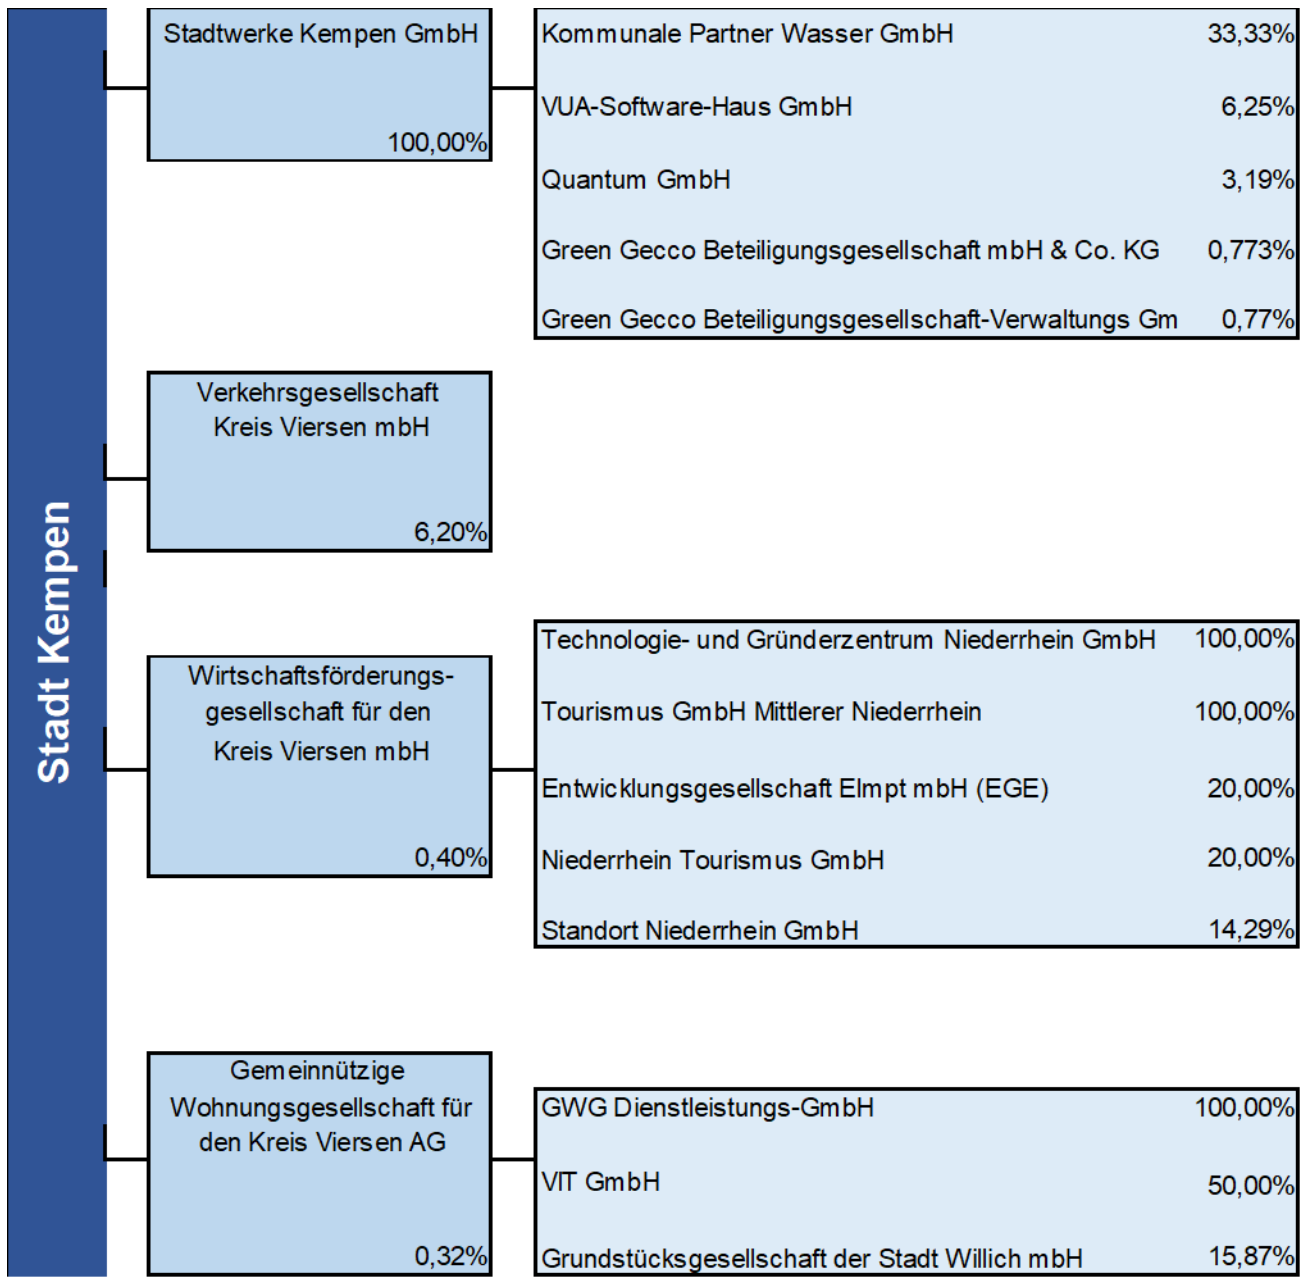 Stadt Kempen
Stadtwerke Kempen GmbH
100,00%
Kommunale Partner Wasser GmbH 33,33%
VUA-Software-Haus GmbH 6,25%
Quantum GmbH 3,19%
Green Gecco Beteiligungsgesellschaft mbH & Co. KG 0,773%
Green Gecco Beteiligungsgesellschaft-Verwaltungs Gm 0,77%
Verkehrsgesellschaft
Kreis Viersen mbH
6,20%
Wirtschaftsförderungs-
gesellschaft für den
Kreis Viersen mbH
0,40%
Technologie- und Gründerzentrum Niederrhein GmbH 100,00%
Tourismus GmbH Mittlerer Niederrhein 100,00%
Entwicklungsgesellschaft Elmpt mbH (EGE) 20,00%
Niederrhein Tourismus GmbH 20,00%
Standort Niederrhein GmbH 14,29%
Gemeinnützige
Wohnungsgesellschaft für
den Kreis Viersen AG
0,32%
GWG Dienstleistungs-GmbH 100,00%
VIT GmbH 50,00%
Grundstücksgesellschaft der Stadt Willich mbH 15,87%